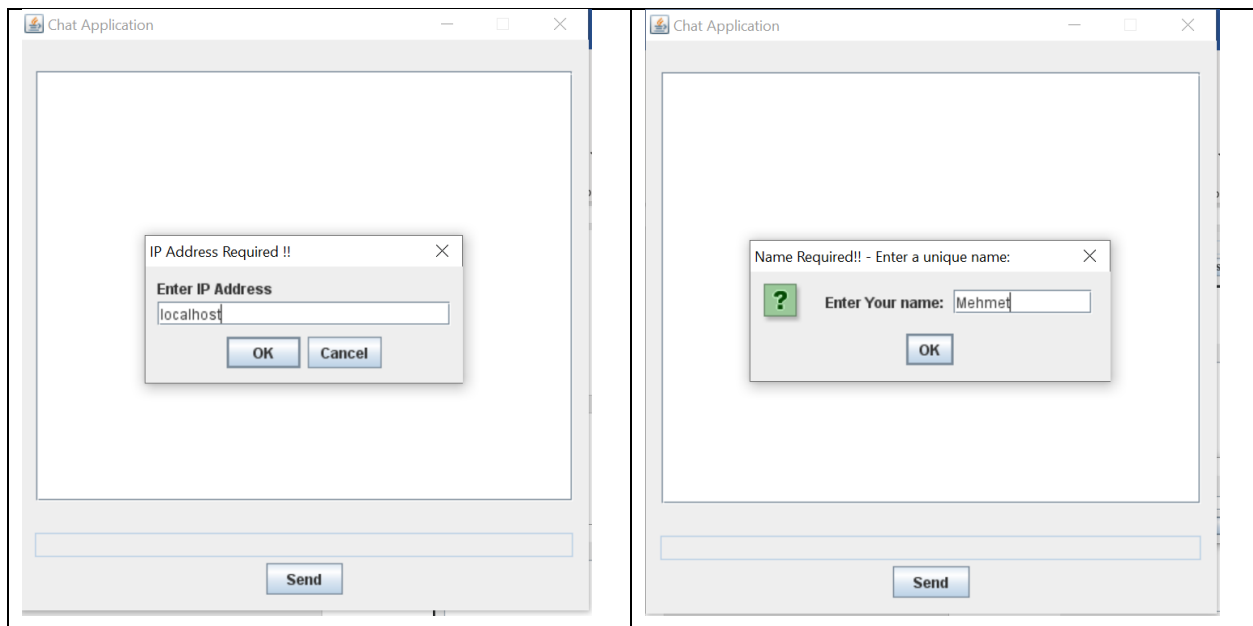 Chat Application
IP Address Required !!
Enter IP Address
localhost
OK Cancel
Send
Chat Application
Name Required!! - Enter a unique name:
? Enter Your name: Mehmet
OK
Send